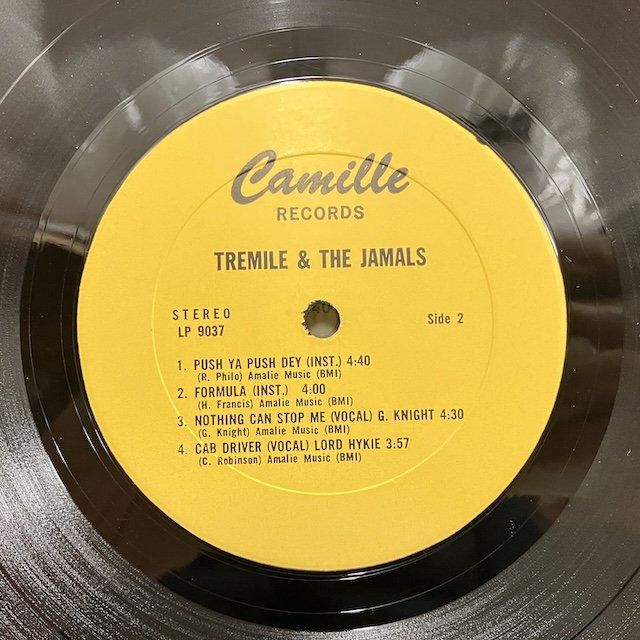 Camille
RECORDS
TREMILE & THE JAMALS
STEREO
LP 9037
Side 2
1. PUSH YA PUSH DEY (INST.) 4:40
(R. Philo) Amalie Music (BMI)
2. FORMULA (INST.) 4:00
(H. Francis) Amalie Music (BMI)
3. NOTHING CAN STOP ME (VOCAL) G. KNIGHT 4:30
(G. Knight) Amalie Music (BMI)
4. CAB DRIVER (VOCAL) LORD HYKIE 3:57
(C. Robinson) Amalie Music (BMI)